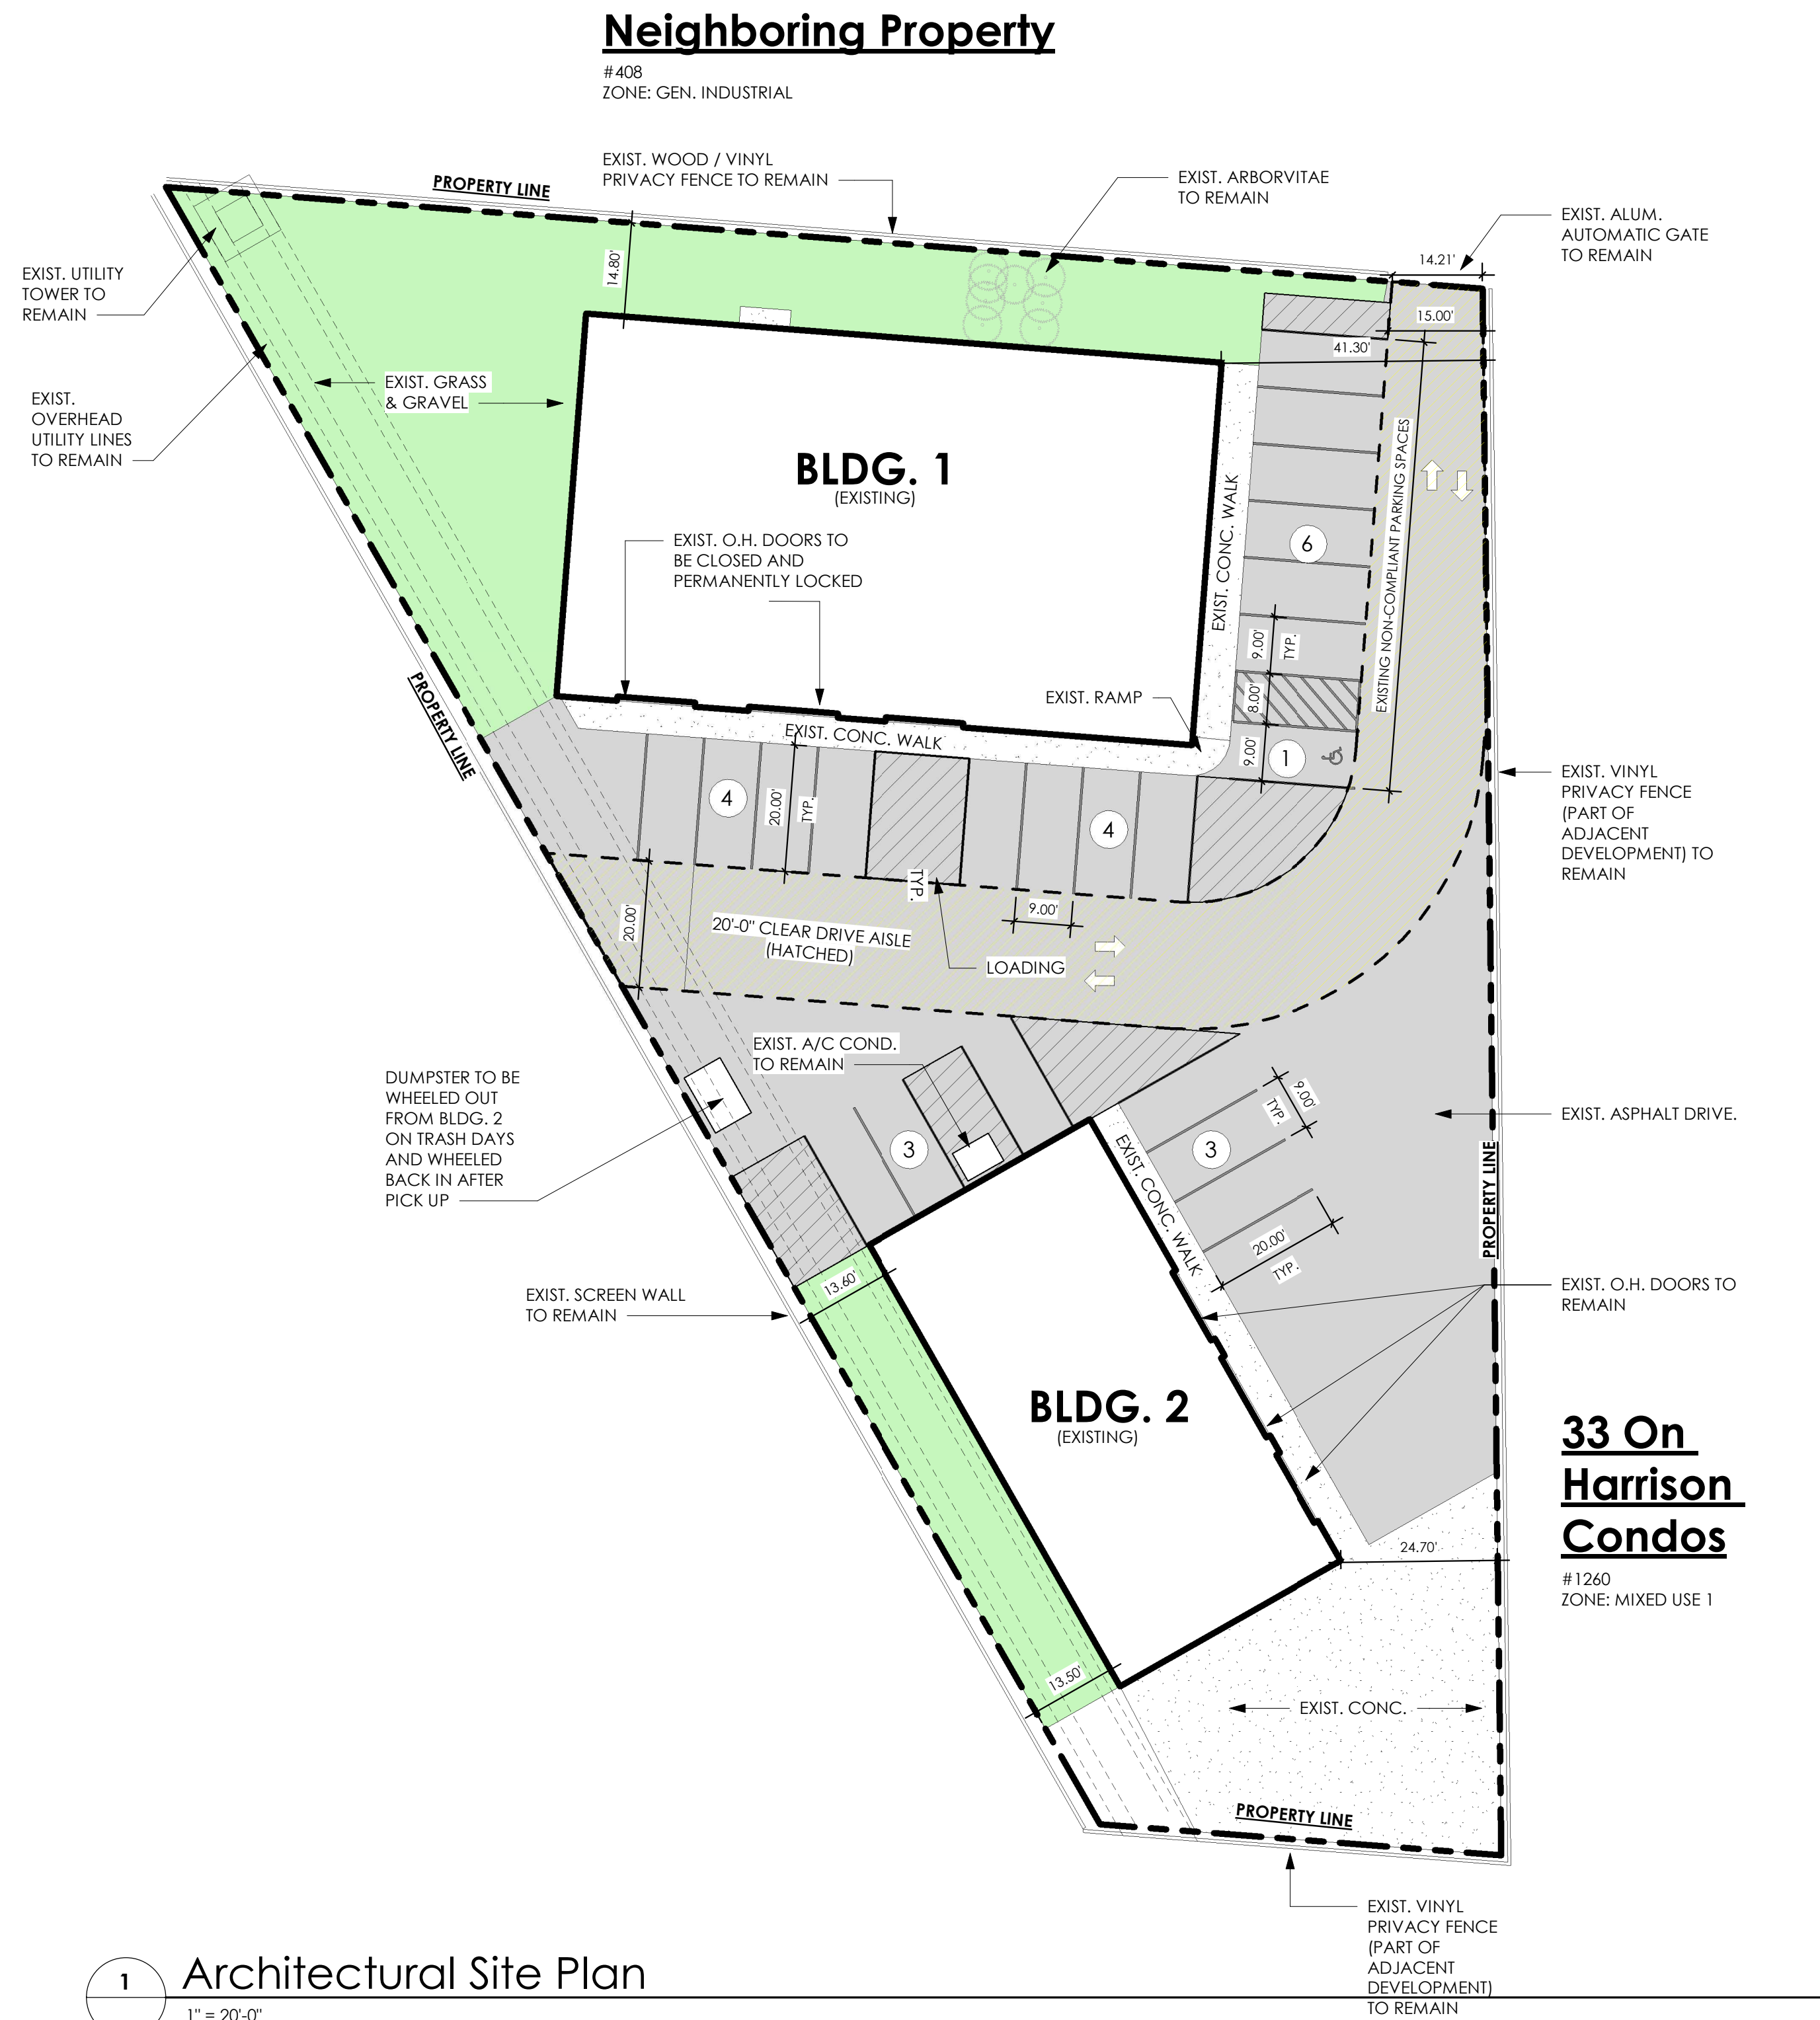 Neighboring Property
#408
ZONE: GEN. INDUSTRIAL
EXIST. WOOD / VINYL
PRIVACY FENCE TO REMAIN
PROPERTY LINE
EXIST. ARBORVITAE
TO REMAIN
EXIST. ALUM.
AUTOMATIC GATE
TO REMAIN
14.21'
EXIST. UTILITY
TOWER TO
REMAIN
14.80'
15.00'
41.30'
EXIST.
OVERHEAD
UTILITY LINES
TO REMAIN
EXIST. GRASS
& GRAVEL
BLDG. 1
(EXISTING)
EXIST. O.H. DOORS TO
BE CLOSED AND
PERMANENTLY LOCKED
EXIST. CONC. WALK
6
EXISTING NON-COMPLIANT PARKING SPACES
9.00'
TYP.
8.00'
9.00'
1
EXIST. RAMP
PROPERTY LINE
EXIST. CONC. WALK
4
20.00'
TYP.
4
EXIST. VINYL
PRIVACY FENCE
(PART OF
ADJACENT
DEVELOPMENT) TO
REMAIN
TYP.
9.00'
20.00'
20'-0" CLEAR DRIVE AISLE
(HATCHED)
LOADING
EXIST. A/C COND.
TO REMAIN
DUMPSTER TO BE
WHEELED OUT
FROM BLDG. 2
ON TRASH DAYS
AND WHEELED
BACK IN AFTER
PICK UP
3
EXIST. CONC. WALK
3
9.00'
TYP.
EXIST. ASPHALT DRIVE.
PROPERTY LINE
20.00'
TYP.
13.60'
EXIST. SCREEN WALL
TO REMAIN
EXIST. O.H. DOORS TO
REMAIN
BLDG. 2
(EXISTING)
33 On
Harrison
Condos
#1260
ZONE: MIXED USE 1
24.70'
13.50'
EXIST. CONC.
PROPERTY LINE
EXIST. VINYL
PRIVACY FENCE
(PART OF
ADJACENT
DEVELOPMENT)
TO REMAIN
1
Architectural Site Plan
1" = 20'-0"